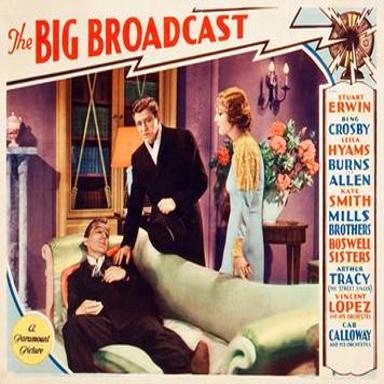 The BIG BROADCAST
STUART
ERWIN
BING
CROSBY
LEILA
HYAMS
BURNS
ALLEN
KATE
SMITH
MILLS
BROTHERS
BOSWELL
SISTERS
ARTHUR
TRACY
(THE STREET SINGER)
VINCENT
LOPEZ
AND HIS ORCHESTRA
CAB
CALLOWAY
AND HIS ORCHESTRA
A
Paramount
Picture